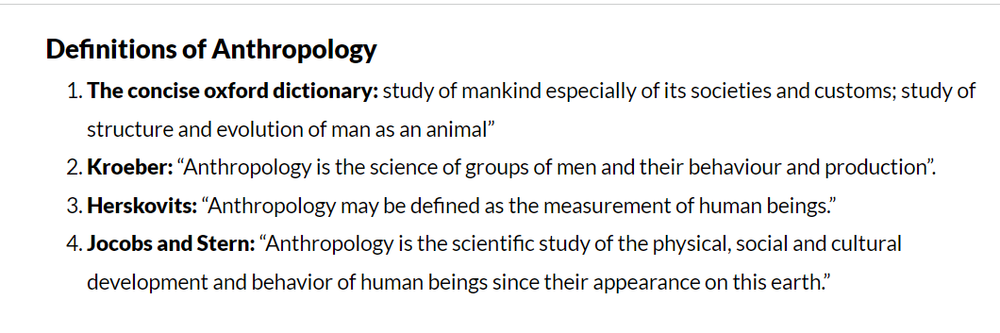 Definitions of Anthropology
1. The concise oxford dictionary: study of mankind especially of its societies and customs; study of
structure and evolution of man as an animal”
2. Kroeber: “Anthropology is the science of groups of men and their behaviour and production”.
3. Herskovits: “Anthropology may be defined as the measurement of human beings.”
4. Jocobs and Stern: “Anthropology is the scientific study of the physical, social and cultural
development and behavior of human beings since their appearance on this earth.”